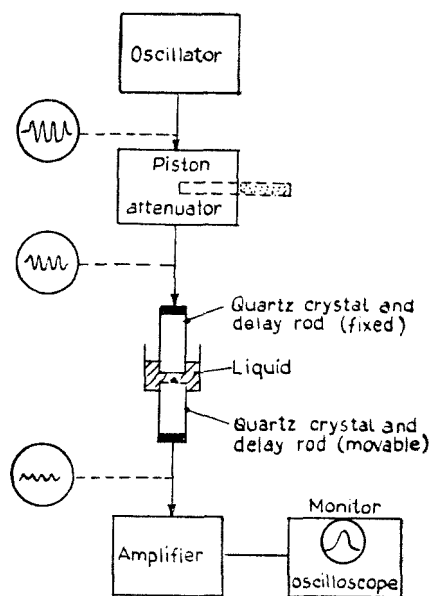 Oscillator
Piston
attenuator
Quartz crystal and
delay rod (fixed)
Liquid
Quartz crystal and
delay rod (movable)
Amplifier
Monitor
oscilloscope